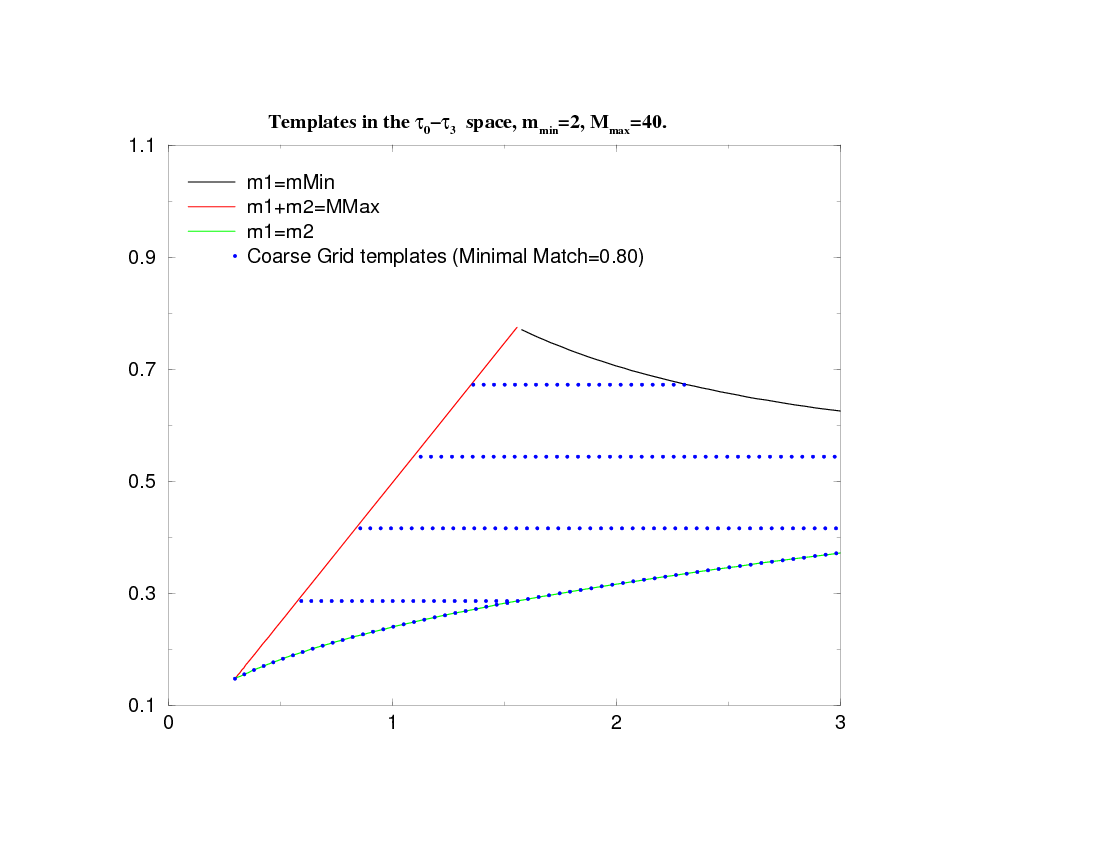 Templates in the τ0−τ3 space, mmin=2, Mmax=40.
1.1
m1=mMin
m1+m2=MMax
m1=m2
Coarse Grid templates (Minimal Match=0.80)
0.9
0.7
0.5
0.3
0.1
0 1 2 3